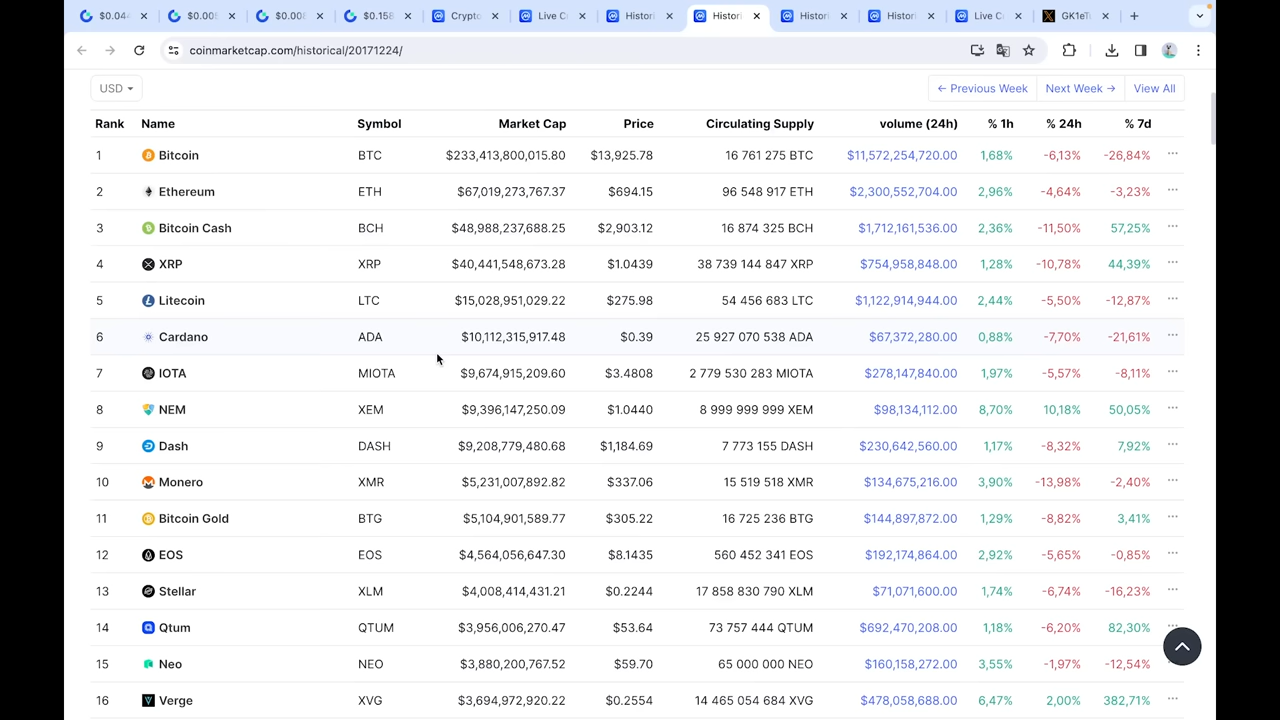 $0.04
$0.005
$0.008
$0.158
Crypto
Live C
Histori
Histori
Histori
Histori
Live C
GK1eT
coinmarketcap.com/historical/20171224/
USD
← Previous Week Next Week → View All
Rank Name Symbol Market Cap Price Circulating Supply volume (24h) % 1h % 24h % 7d
1 Bitcoin BTC $233,413,600,015.80 $13,925.78 16 761 275 BTC $11,572,254,720.00 1,68% -6,13% -26,84%
2 Ethereum ETH $67,019,273,767.37 $694.15 96 548 917 ETH $2,300,552,704.00 2,96% -4,64% -3,23%
3 Bitcoin Cash BCH $48,988,237,688.25 $2,903.12 16 874 325 BCH $1,712,161,536.00 2,36% -11,50% 57,25%
4 XRP XRP $40,441,548,673.28 $1.0439 38 739 144 847 XRP $754,958,848.00 1,28% -10,78% 44,39%
5 Litecoin LTC $15,028,951,029.22 $275.98 54 456 683 LTC $1,122,914,944.00 2,44% -5,50% -12,87%
6 Cardano ADA $10,112,315,917.48 $0.39 25 927 070 538 ADA $67,372,280.00 0,88% -7,70% -21,61%
7 IOTA MIOTA $9,674,915,209.60 $3.4808 2 779 530 283 MIOTA $278,147,840.00 1,97% -5,57% -8,11%
8 NEM XEM $9,396,147,250.09 $1.0440 8 999 999 999 XEM $98,134,112.00 8,70% 10,18% 50,05%
9 Dash DASH $9,208,779,480.68 $1,184.69 7 773 155 DASH $230,642,560.00 1,17% -8,32% 7,92%
10 Monero XMR $5,231,007,892.82 $337.06 15 519 518 XMR $134,675,216.00 3,90% -13,98% -2,40%
11 Bitcoin Gold BTG $5,104,901,589.77 $305.22 16 725 236 BTG $144,897,872.00 1,29% -8,82% 3,41%
12 EOS EOS $4,564,056,647.30 $8.1435 560 452 341 EOS $192,174,864.00 2,92% -5,65% -0,85%
13 Stellar XLM $4,008,414,431.21 $0.2244 17 858 830 790 XLM $71,071,600.00 1,74% -6,74% -16,23%
14 Qtum QTUM $3,956,006,270.47 $53.64 73 757 444 QTUM $692,470,208.00 1,18% -6,20% 82,30%
15 Neo NEO $3,880,200,767.52 $59.70 65 000 000 NEO $160,158,272.00 3,55% -1,97% -12,54%
16 Verge XVG $3,694,972,920.22 $0.2554 14 465 054 684 XVG $478,058,688.00 6,47% 2,00% 382,71%